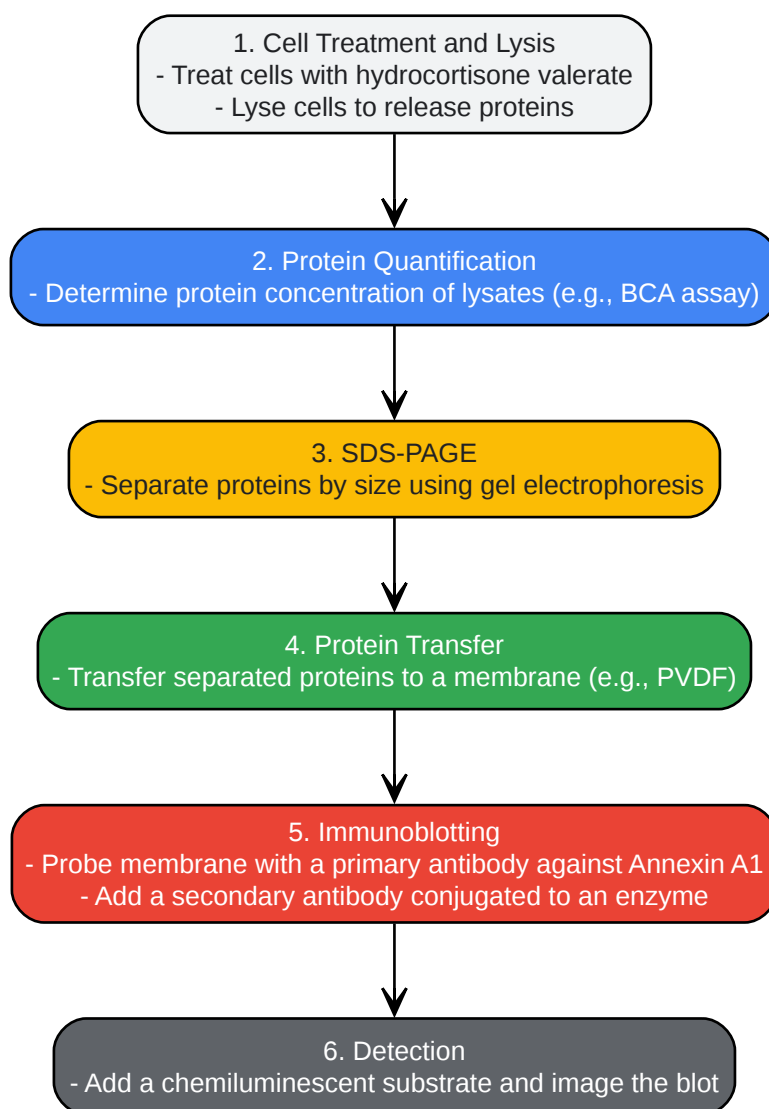 1. Cell Treatment and Lysis
- Treat cells with hydrocortisone valerate
- Lyse cells to release proteins
2. Protein Quantification
- Determine protein concentration of lysates (e.g., BCA assay)
3. SDS-PAGE
- Separate proteins by size using gel electrophoresis
4. Protein Transfer
- Transfer separated proteins to a membrane (e.g., PVDF)
5. Immunoblotting
- Probe membrane with a primary antibody against Annexin A1
- Add a secondary antibody conjugated to an enzyme
6. Detection
- Add a chemiluminescent substrate and image the blot